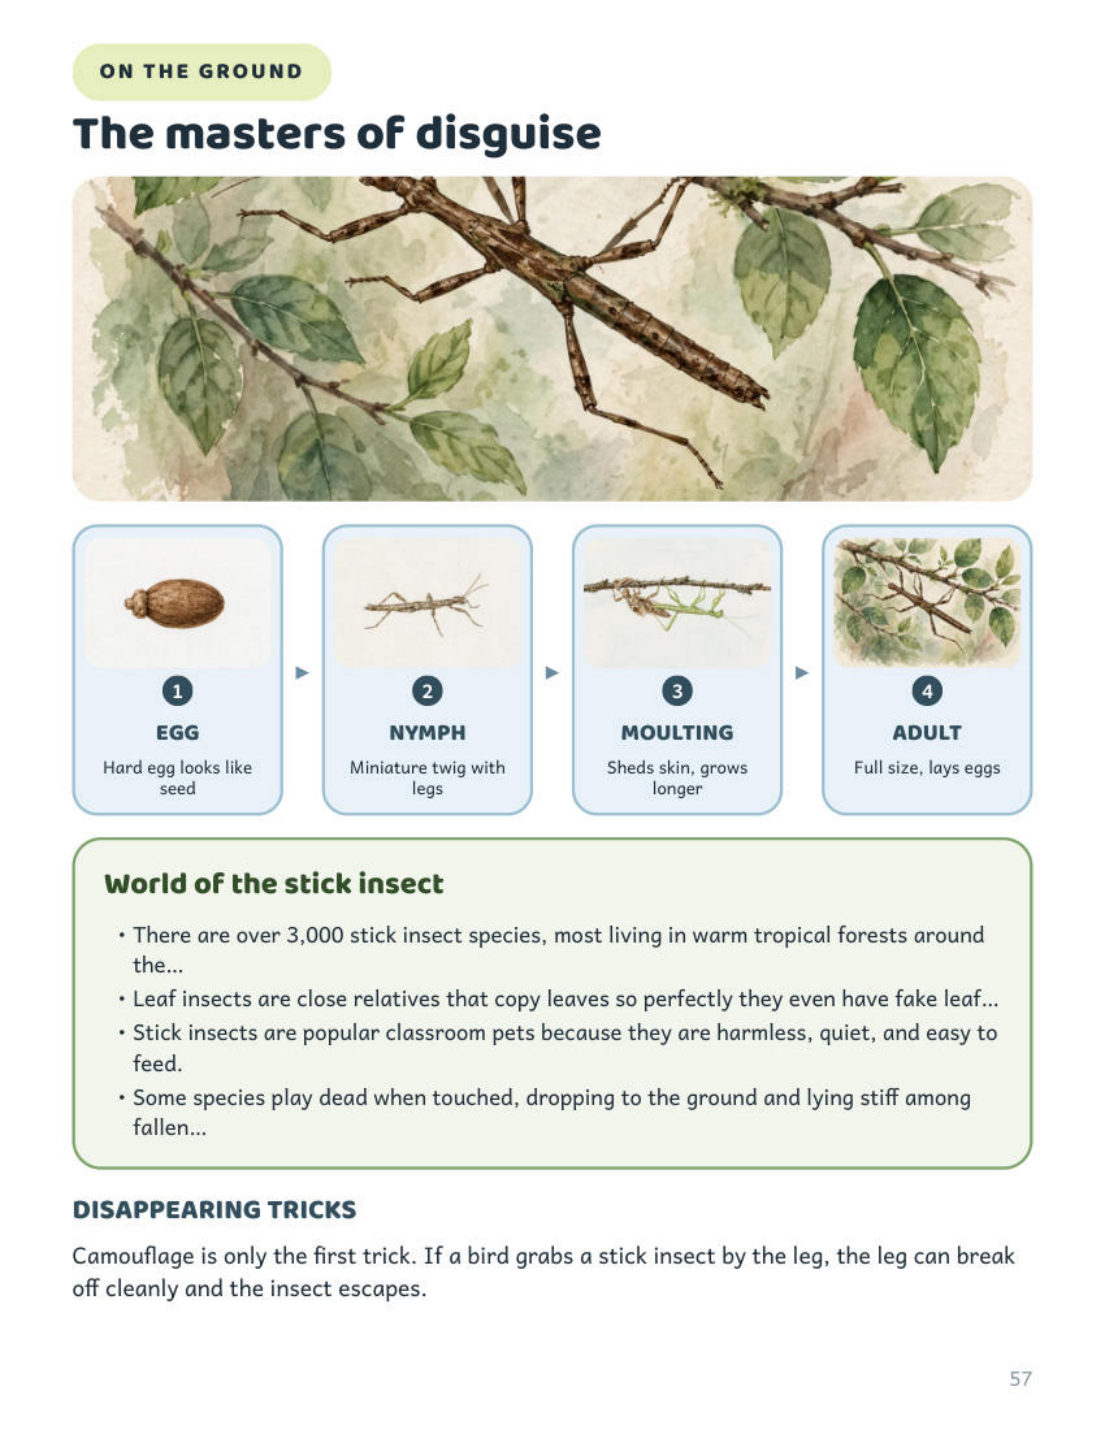 ON THE GROUND
The masters of disguise
1
EGG
Hard egg looks like
seed
2
NYMPH
Miniature twig with
legs
3
MOULTING
Sheds skin, grows
longer
4
ADULT
Full size, lays eggs
World of the stick insect
• There are over 3,000 stick insect species, most living in warm tropical forests around
the...
• Leaf insects are close relatives that copy leaves so perfectly they even have fake leaf...
• Stick insects are popular classroom pets because they are harmless, quiet, and easy to
feed.
• Some species play dead when touched, dropping to the ground and lying stiff among
fallen...
DISAPPEARING TRICKS
Camouflage is only the first trick. If a bird grabs a stick insect by the leg, the leg can break
off cleanly and the insect escapes.
57